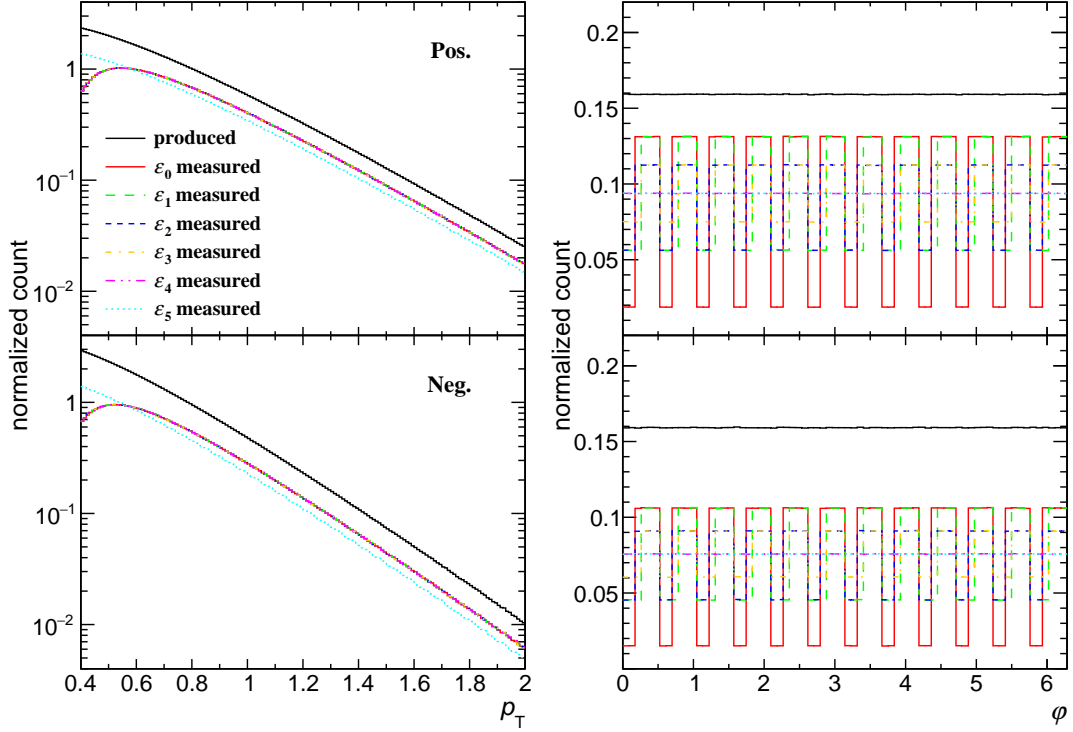 normalized count
1
10⁻¹
10⁻²
Pos.
produced
ε₀ measured
ε₁ measured
ε₂ measured
ε₃ measured
ε₄ measured
ε₅ measured
normalized count
0.2
0.15
0.1
0.05
normalized count
1
10⁻¹
10⁻²
Neg.
0.4 0.6 0.8 1 1.2 1.4 1.6 1.8 2
p_T
normalized count
0.2
0.15
0.1
0.05
0 1 2 3 4 5 6
φ